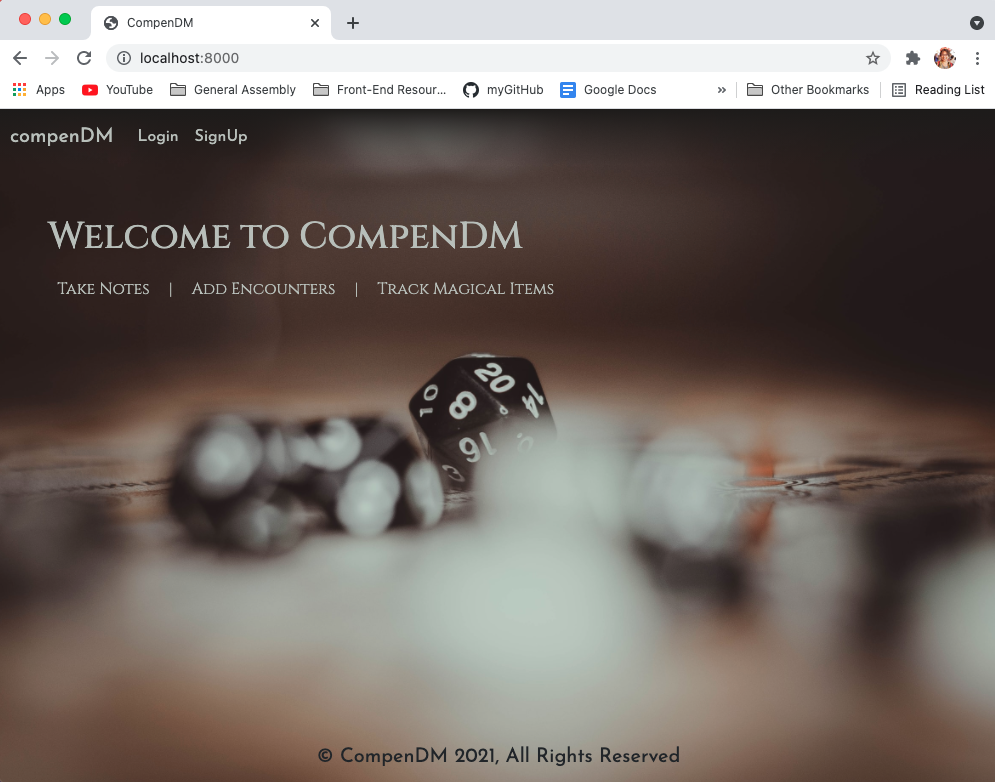 CompenDM
localhost:8000
Apps YouTube General Assembly Front-End Resour... myGitHub Google Docs » Other Bookmarks Reading List
compenDM Login SignUp
Welcome to CompenDM
Take Notes | Add Encounters | Track Magical Items
10 8 20 14
16
© CompenDM 2021, All Rights Reserved